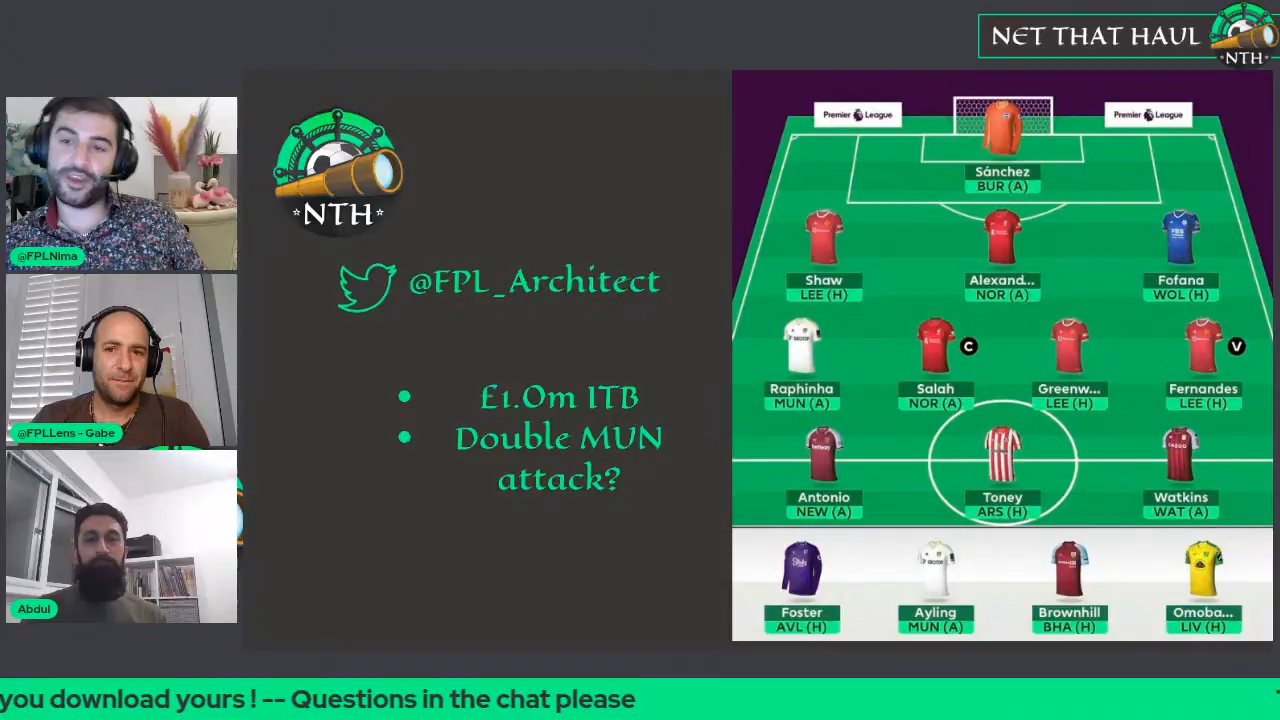 NET THAT HAUL
NTH
@FPLNima
@FPLLens - Gabe
Abdul
NTH
@FPL_Architect
• £1.0m ITB
• Double MUN
attack?
Premier League
Premier League
Sánchez
BUR (A)
Shaw
LEE (H)
Alexand...
NOR (A)
Fofana
WOL (H)
Raphinha
MUN (A)
Salah
NOR (A)
C
Greenw...
LEE (H)
Fernandes
LEE (H)
V
Antonio
NEW (A)
Toney
ARS (H)
Watkins
WAT (A)
Foster
AVL (H)
Ayling
MUN (A)
Brownhill
BHA (H)
Omoba...
LIV (H)
you download yours ! -- Questions in the chat please